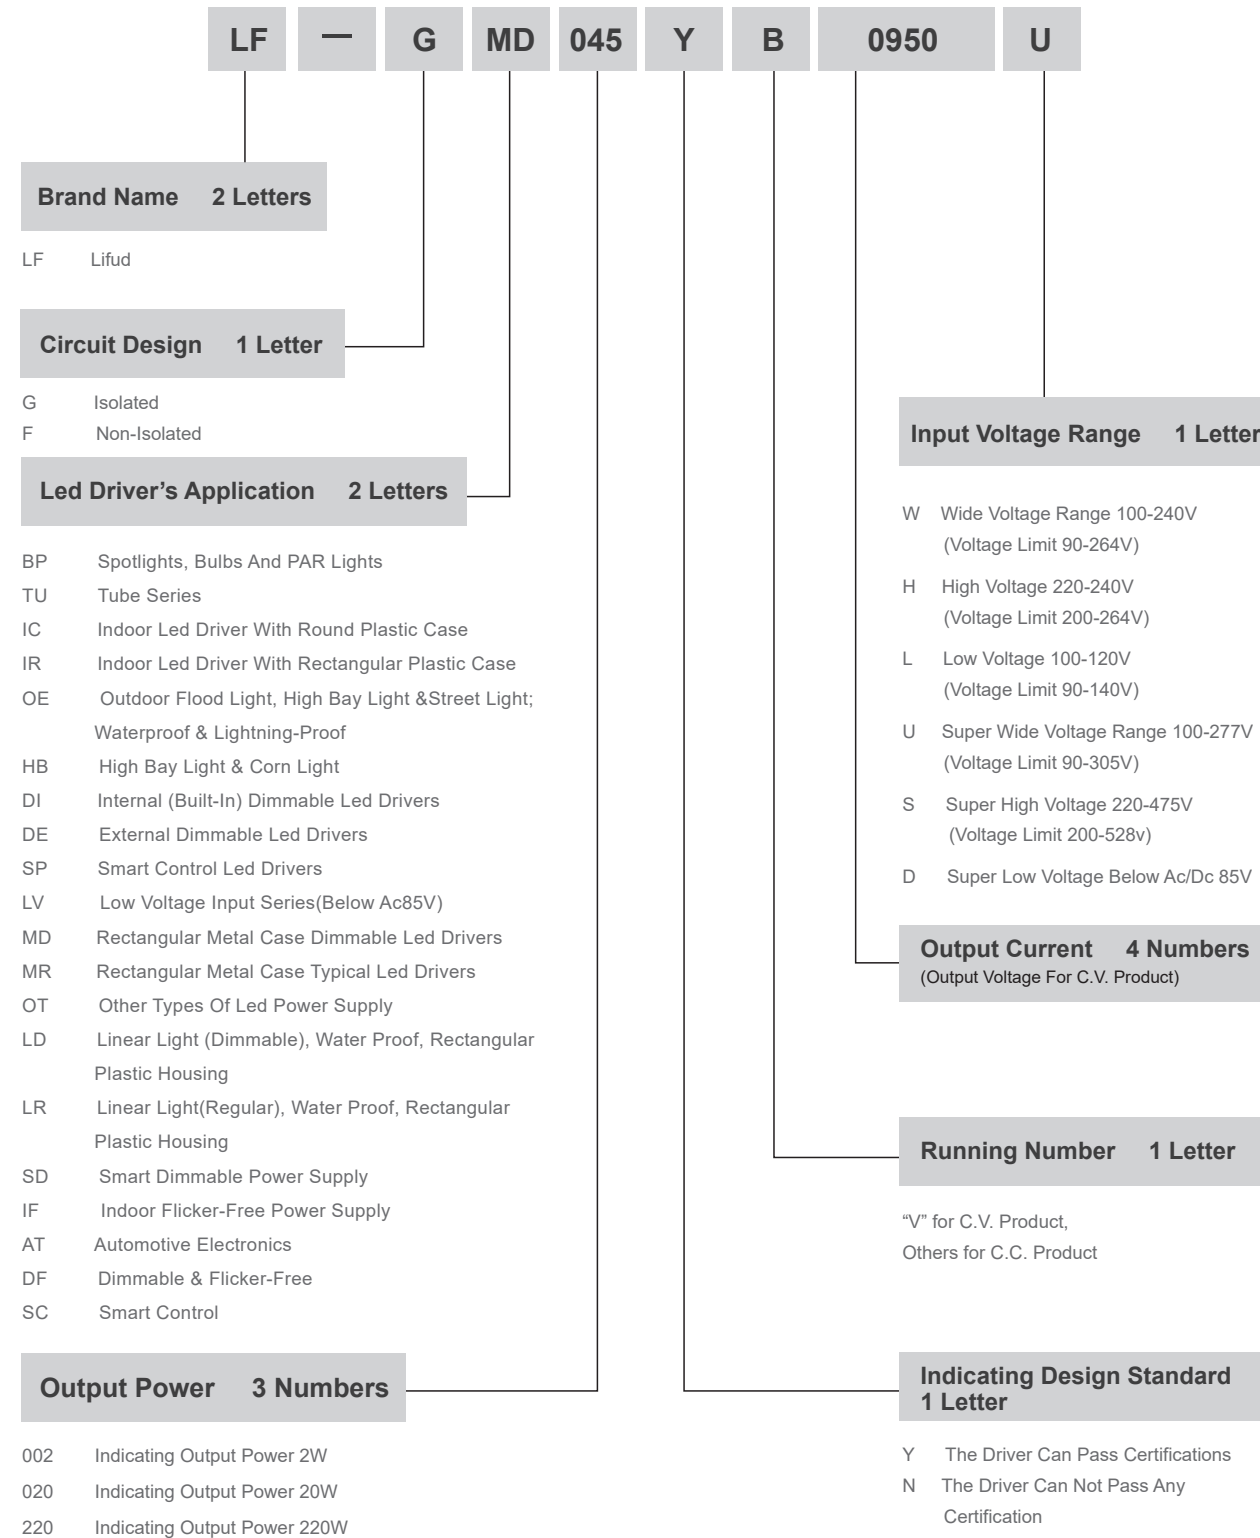 LF — G MD 045 Y B 0950 U
Brand Name 2 Letters
LF Lifud
Circuit Design 1 Letter
G Isolated
F Non-Isolated
Led Driver’s Application 2 Letters
BP Spotlights, Bulbs And PAR Lights
TU Tube Series
IC Indoor Led Driver With Round Plastic Case
IR Indoor Led Driver With Rectangular Plastic Case
OE Outdoor Flood Light, High Bay Light &Street Light;
Waterproof & Lightning-Proof
HB High Bay Light & Corn Light
DI Internal (Built-In) Dimmable Led Drivers
DE External Dimmable Led Drivers
SP Smart Control Led Drivers
LV Low Voltage Input Series(Below Ac85V)
MD Rectangular Metal Case Dimmable Led Drivers
MR Rectangular Metal Case Typical Led Drivers
OT Other Types Of Led Power Supply
LD Linear Light (Dimmable), Water Proof, Rectangular
Plastic Housing
LR Linear Light(Regular), Water Proof, Rectangular
Plastic Housing
SD Smart Dimmable Power Supply
IF Indoor Flicker-Free Power Supply
AT Automotive Electronics
DF Dimmable & Flicker-Free
SC Smart Control
Output Power 3 Numbers
002 Indicating Output Power 2W
020 Indicating Output Power 20W
220 Indicating Output Power 220W
Input Voltage Range 1 Letter
W Wide Voltage Range 100-240V
(Voltage Limit 90-264V)
H High Voltage 220-240V
(Voltage Limit 200-264V)
L Low Voltage 100-120V
(Voltage Limit 90-140V)
U Super Wide Voltage Range 100-277V
(Voltage Limit 90-305V)
S Super High Voltage 220-475V
(Voltage Limit 200-528v)
D Super Low Voltage Below Ac/Dc 85V
Output Current 4 Numbers
(Output Voltage For C.V. Product)
Running Number 1 Letter
“V” for C.V. Product,
Others for C.C. Product
Indicating Design Standard
1 Letter
Y The Driver Can Pass Certifications
N The Driver Can Not Pass Any
Certification